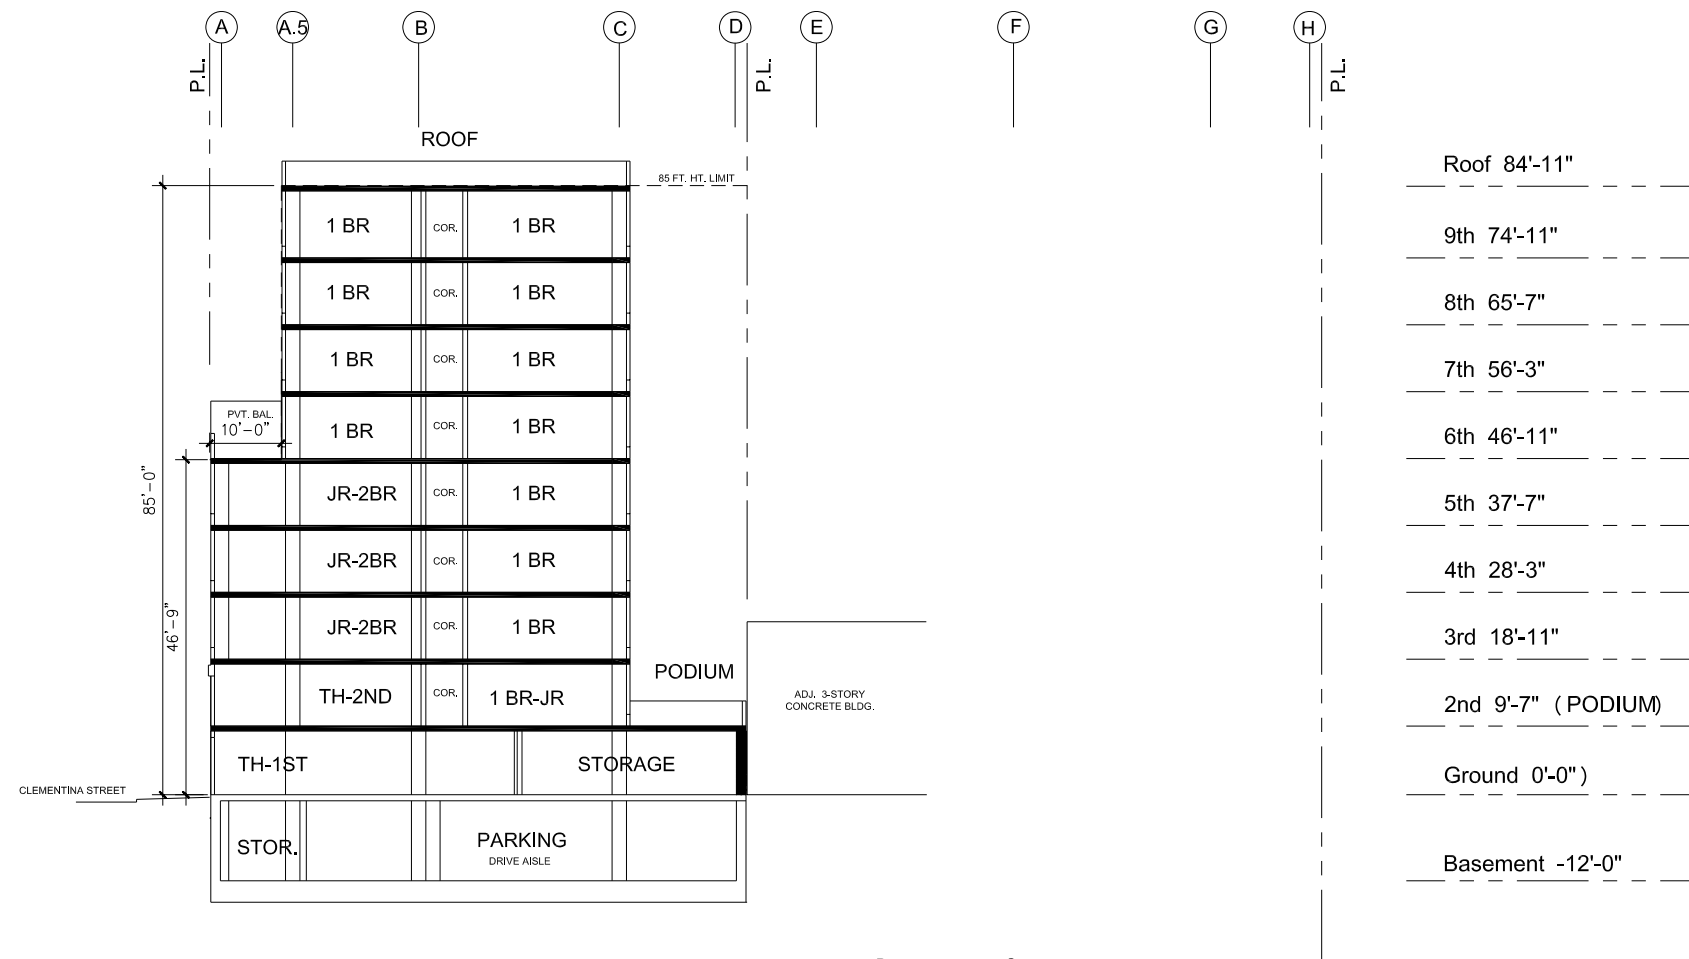 A A.5 B C D E F G H
P.L. P.L. P.L.
ROOF
Roof 84'-11"
85 FT. HT. LIMIT
1 BR COR. 1 BR
9th 74'-11"
1 BR COR. 1 BR
8th 65'-7"
1 BR COR. 1 BR
7th 56'-3"
PVT. BAL.
10'-0"
1 BR COR. 1 BR
6th 46'-11"
85'-0"
JR-2BR COR. 1 BR
5th 37'-7"
JR-2BR COR. 1 BR
4th 28'-3"
46'-9"
JR-2BR COR. 1 BR
3rd 18'-11"
PODIUM
TH-2ND COR. 1 BR-JR
ADJ. 3-STORY
CONCRETE BLDG.
2nd 9'-7" ( PODIUM)
TH-1ST STORAGE
Ground 0'-0")
CLEMENTINA STREET
STOR. PARKING
DRIVE AISLE
Basement -12'-0"